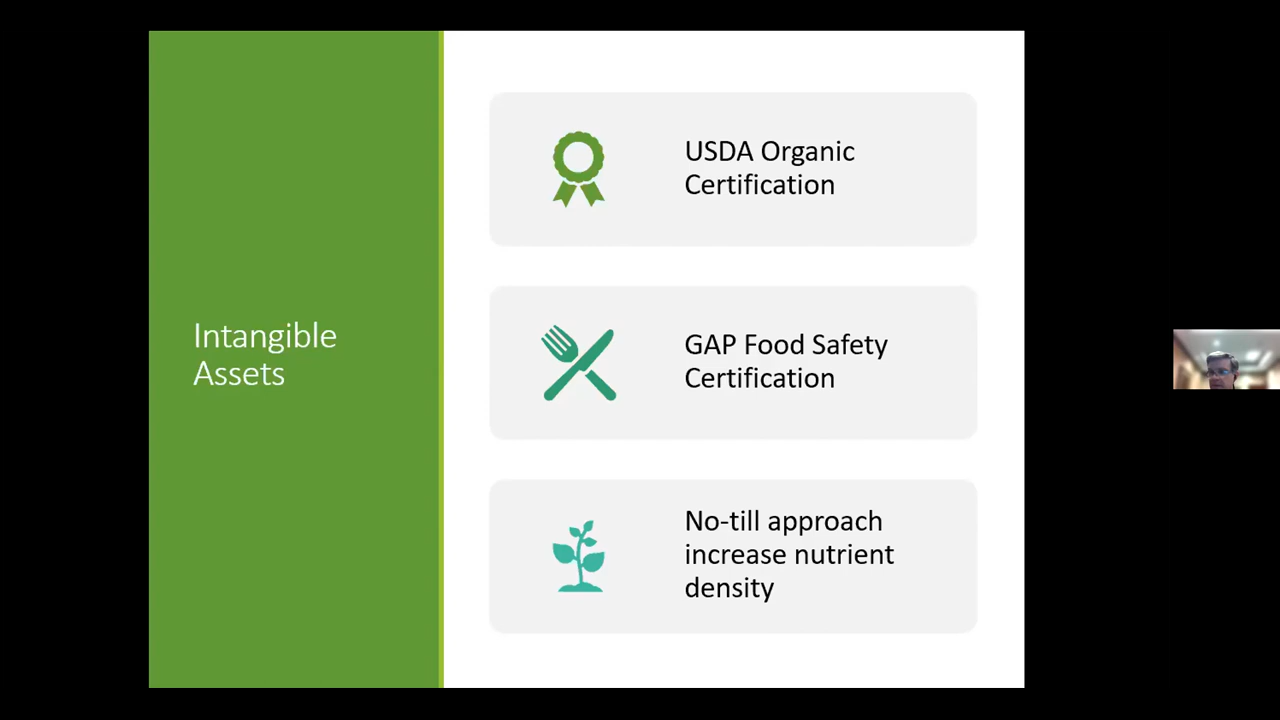 Intangible
Assets
USDA Organic
Certification
GAP Food Safety
Certification
No-till approach
increase nutrient
density